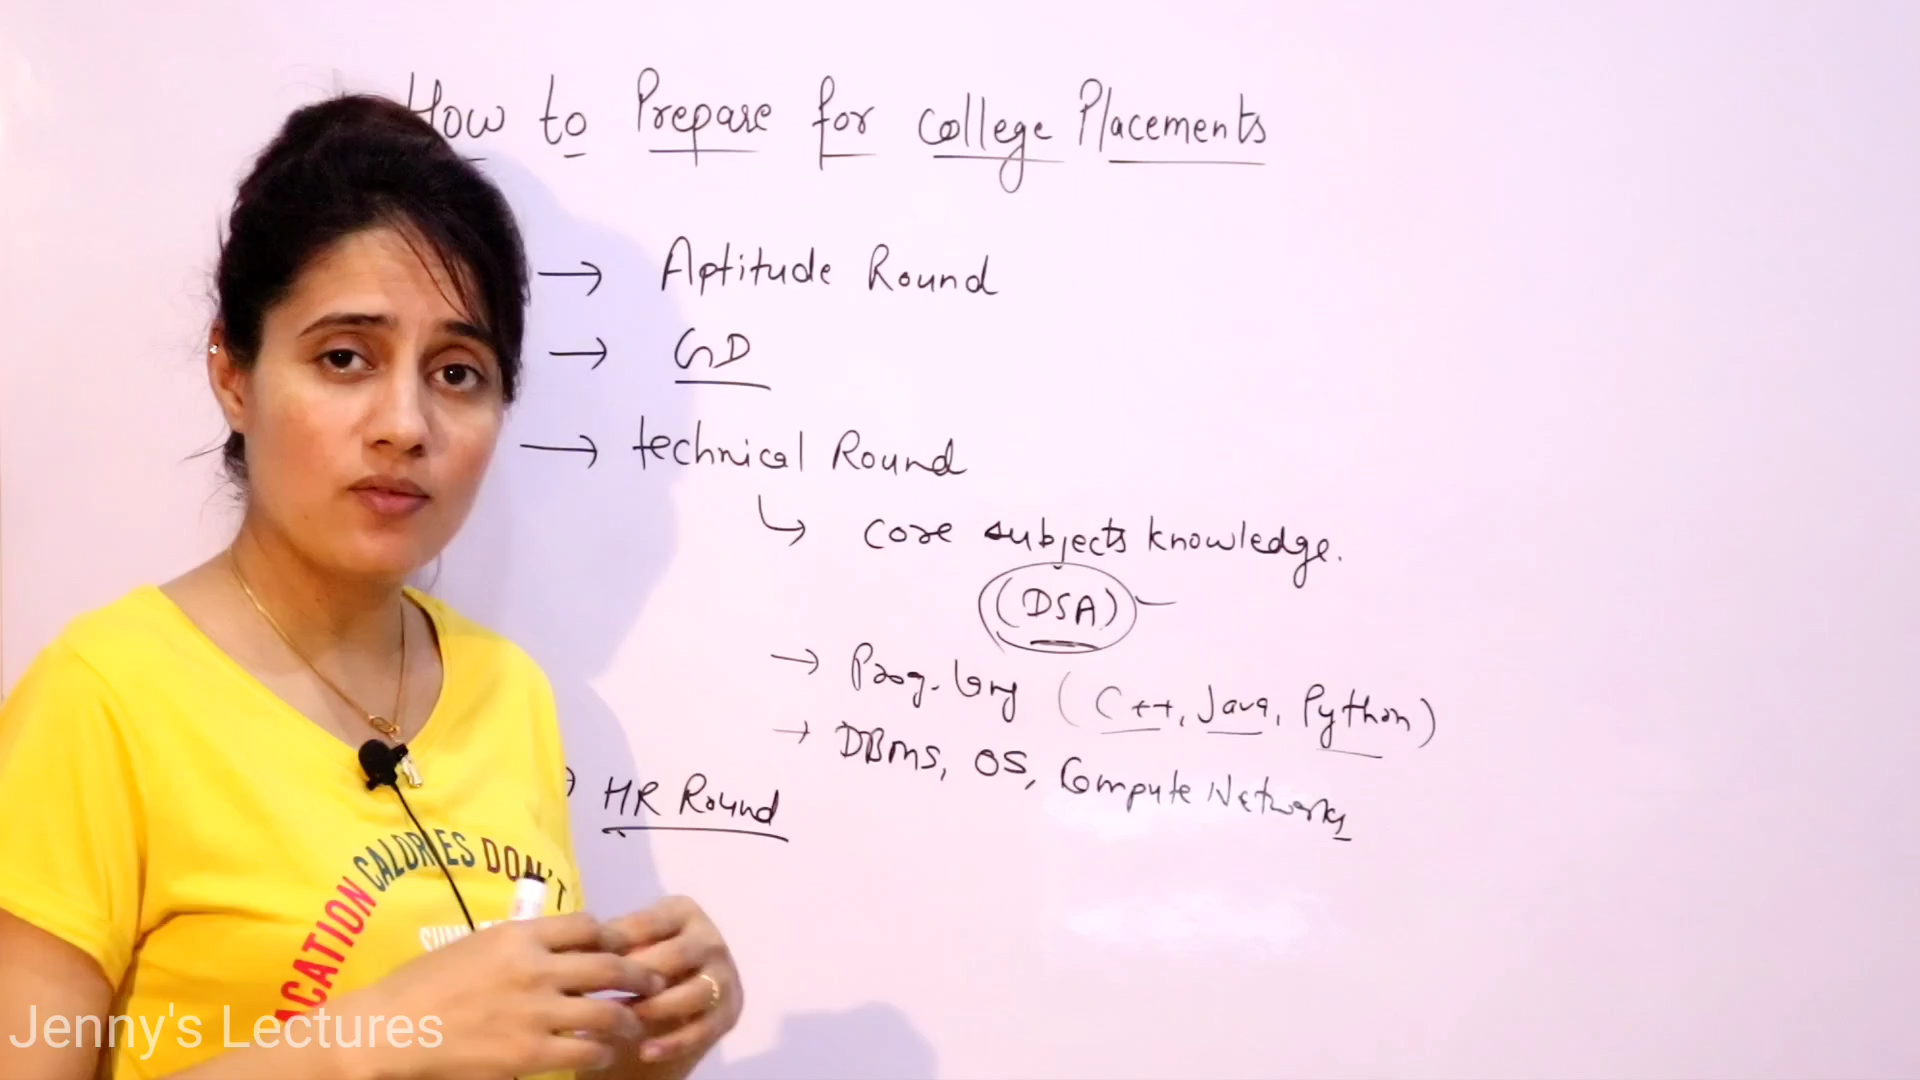 How to Prepare for College Placements
→ Aptitude Round
→ GD
→ technical Round
↳ core subjects knowledge.
(DSA)
→ Prog. lang (C++, Java, Python)
→ DBMS, OS, Compute Networks
HR Round
ACATION CALORIES DON'T
Jenny's Lectures